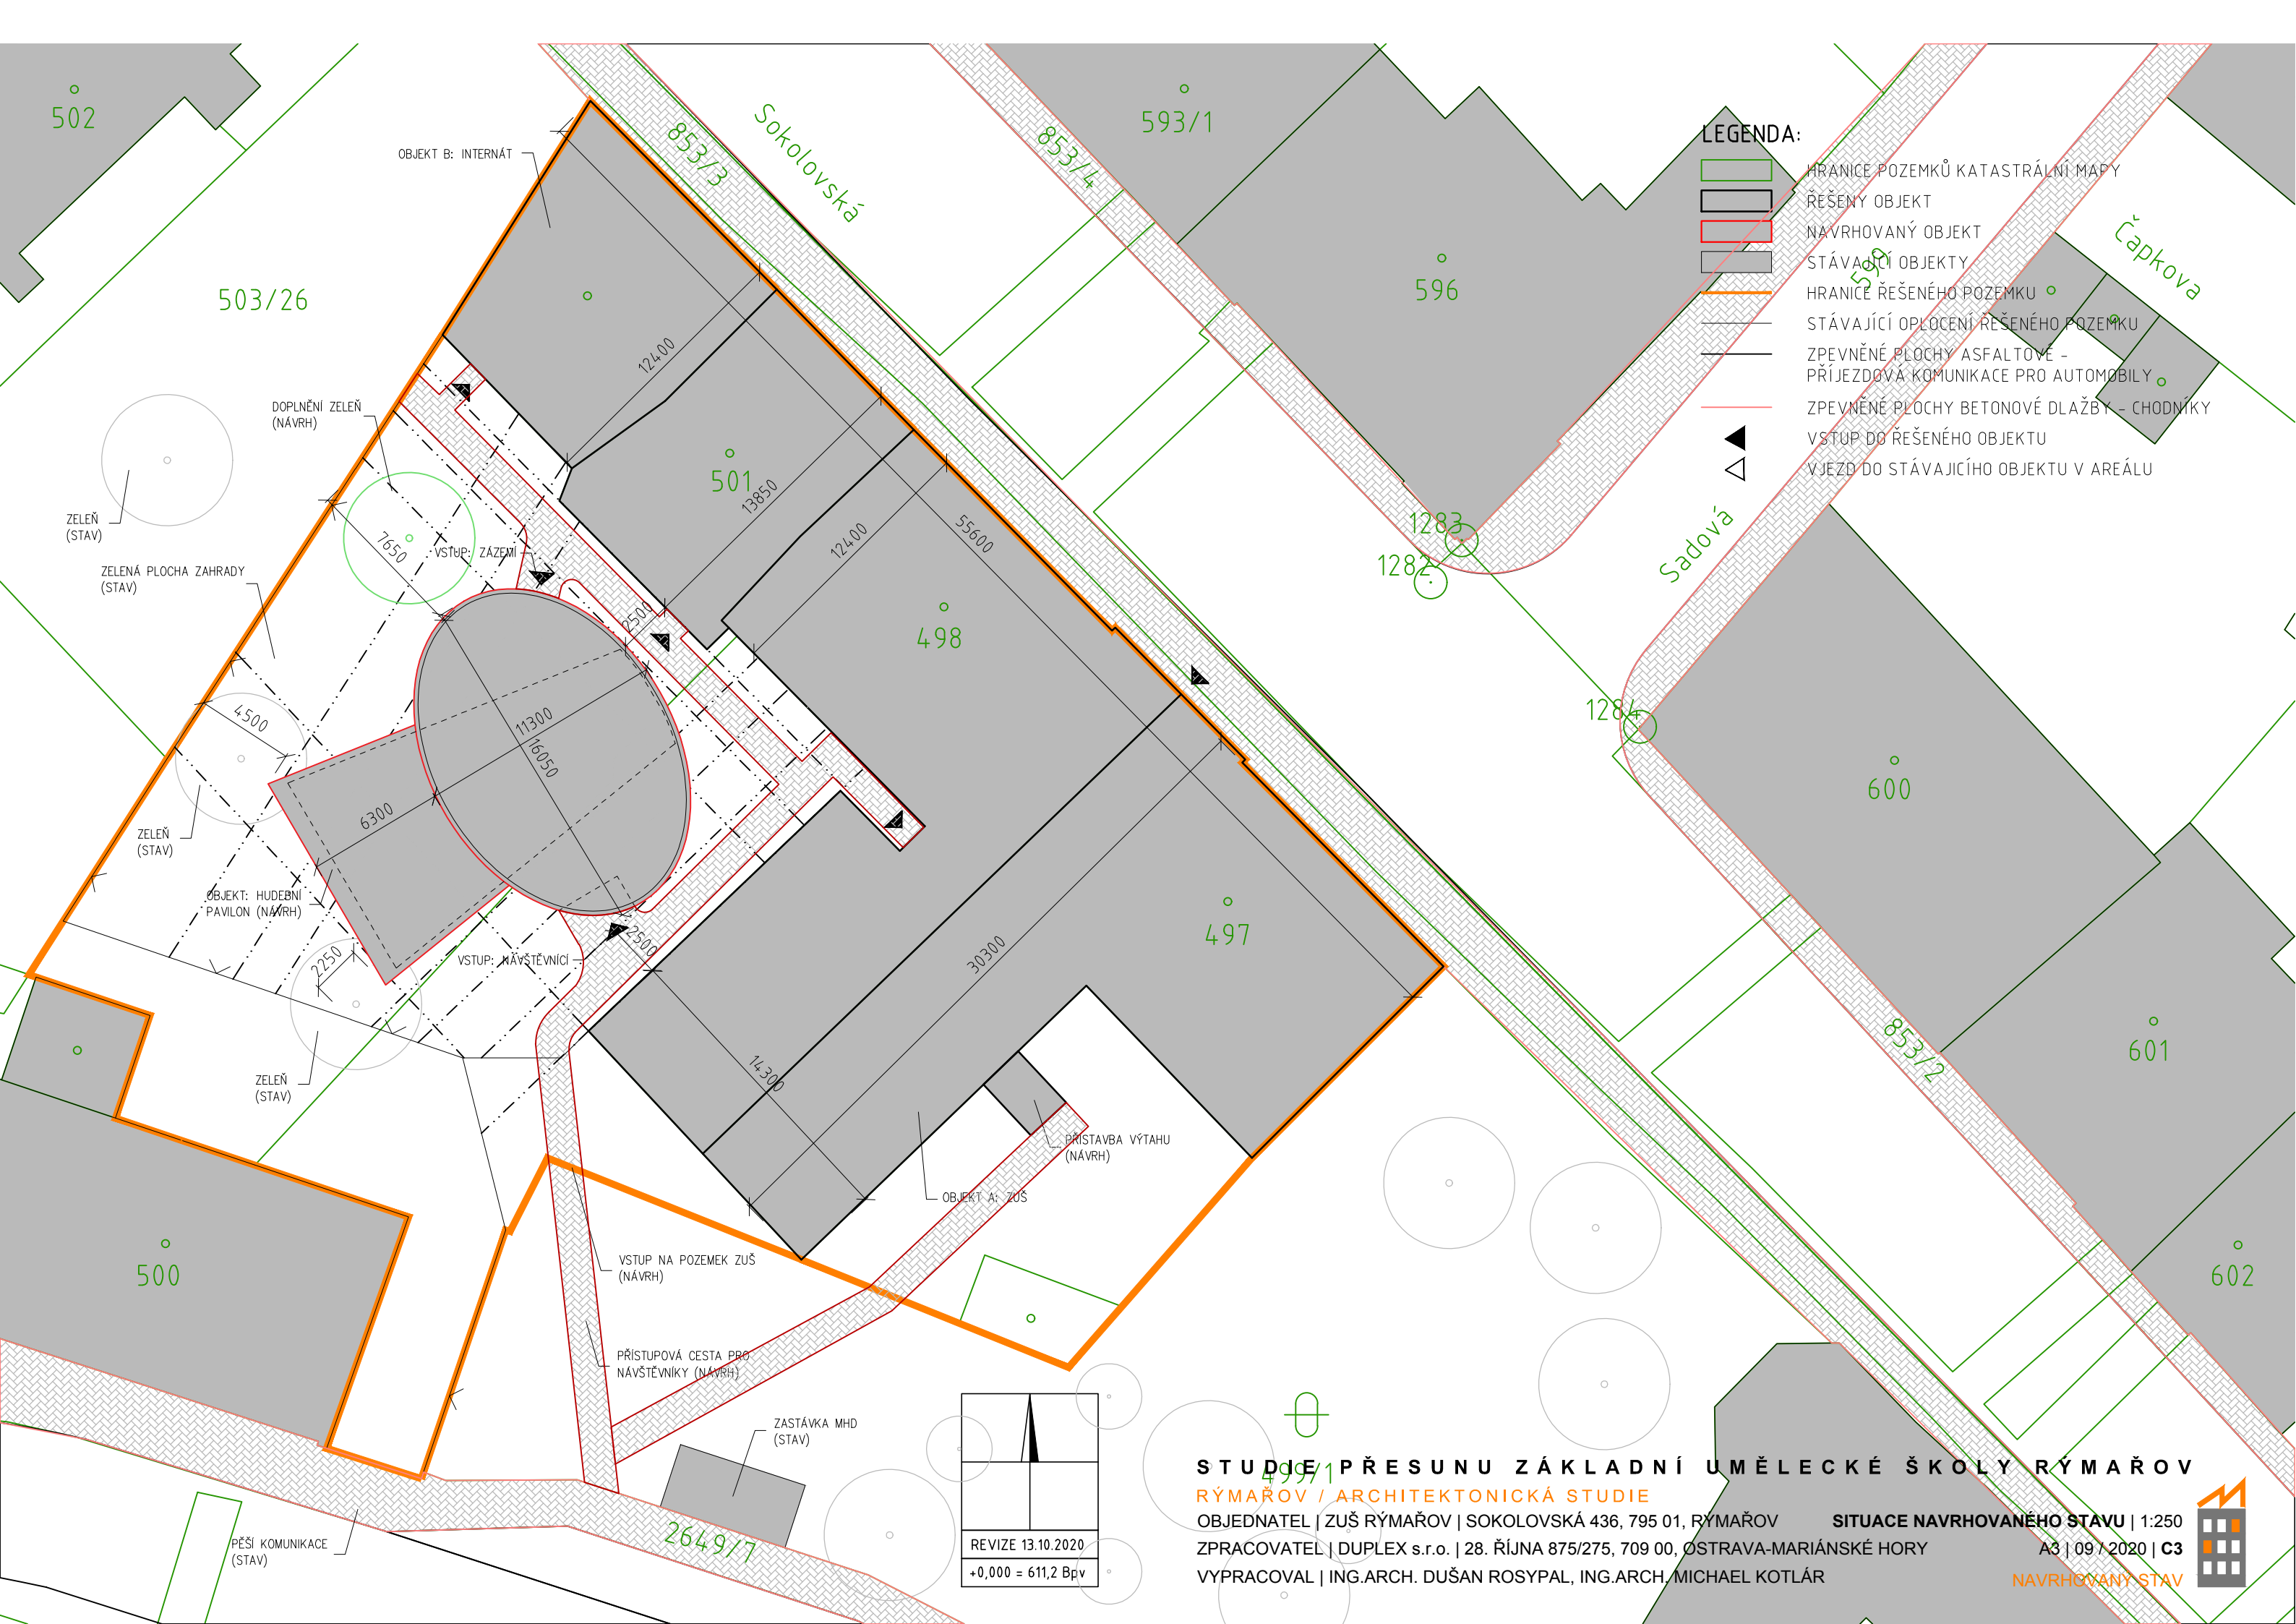 502
503/26
OBJEKT B: INTERNÁT
853/3
Sokolovská
853/4
593/1
596
599
Čapkova
LEGENDA:
HRANICE POZEMKŮ KATASTRÁLNÍ MAPY
ŘEŠENÝ OBJEKT
NAVRHOVANÝ OBJEKT
STÁVAJÍCÍ OBJEKTY
HRANICE ŘEŠENÉHO POZEMKU
STÁVAJÍCÍ OPLOCENÍ ŘEŠENÉHO POZEMKU
ZPEVNĚNÉ PLOCHY ASFALTOVÉ -
PŘÍJEZDOVÁ KOMUNIKACE PRO AUTOMOBILY
ZPEVNĚNÉ PLOCHY BETONOVÉ DLAŽBY - CHODNÍKY
VSTUP DO ŘEŠENÉHO OBJEKTU
VJEZD DO STÁVAJICÍHO OBJEKTU V AREÁLU
12400
DOPLNĚNÍ ZELEŇ
(NÁVRH)
501
13850
12400
55600
ZELEŇ
(STAV)
7650
VSTUP: ZÁZEMÍ
1283
1282
Sadová
ZELENÁ PLOCHA ZAHRADY
(STAV)
2500
498
4500
11300
16050
1284
600
6300
ZELEŇ
(STAV)
OBJEKT: HUDEBNÍ
PAVILON (NÁVRH)
497
2250
VSTUP: NÁVŠTĚVNÍCÍ
2500
30300
853/2
601
14300
ZELEŇ
(STAV)
PŘÍSTAVBA VÝTAHU
(NÁVRH)
OBJEKT A: ZUŠ
500
VSTUP NA POZEMEK ZUŠ
(NÁVRH)
602
PŘÍSTUPOVÁ CESTA PRO
NÁVŠTĚVNÍKY (NÁVRH)
ZASTÁVKA MHD
(STAV)
2649/7
PĚŠÍ KOMUNIKACE
(STAV)
REVIZE 13.10.2020
+0,000 = 611,2 Bpv
499/1
STUDIE PŘESUNU ZÁKLADNÍ UMĚLECKÉ ŠKOLY RÝMAŘOV
RÝMAŘOV / ARCHITEKTONICKÁ STUDIE
OBJEDNATEL | ZUŠ RÝMAŘOV | SOKOLOVSKÁ 436, 795 01, RÝMAŘOV SITUACE NAVRHOVANÉHO STAVU | 1:250
ZPRACOVATEL | DUPLEX s.r.o. | 28. ŘÍJNA 875/275, 709 00, OSTRAVA-MARIÁNSKÉ HORY A3 | 09 / 2020 | C3
VYPRACOVAL | ING.ARCH. DUŠAN ROSYPAL, ING.ARCH. MICHAEL KOTLÁR NAVRHOVANÝ STAV